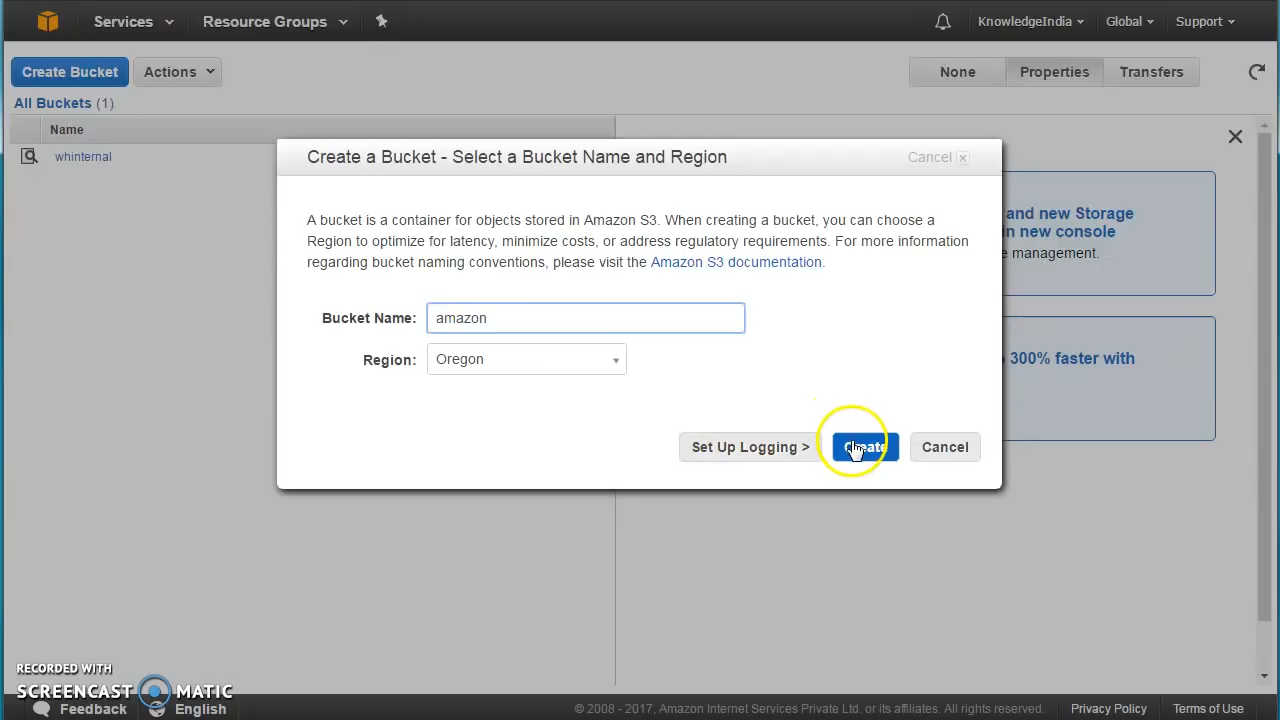 Services Resource Groups KnowledgeIndia Global Support
Create Bucket Actions None Properties Transfers
All Buckets (1)
Name
whinternal
Create a Bucket - Select a Bucket Name and Region Cancel
A bucket is a container for objects stored in Amazon S3. When creating a bucket, you can choose a
Region to optimize for latency, minimize costs, or address regulatory requirements. For more information
regarding bucket naming conventions, please visit the Amazon S3 documentation.
and new Storage
in new console
management.
Bucket Name: amazon
Region: Oregon
300% faster with
Set Up Logging > Create Cancel
RECORDED WITH
SCREENCAST MATIC
Feedback English © 2008 - 2017, Amazon Internet Services Private Ltd. or its affiliates. All rights reserved. Privacy Policy Terms of Use